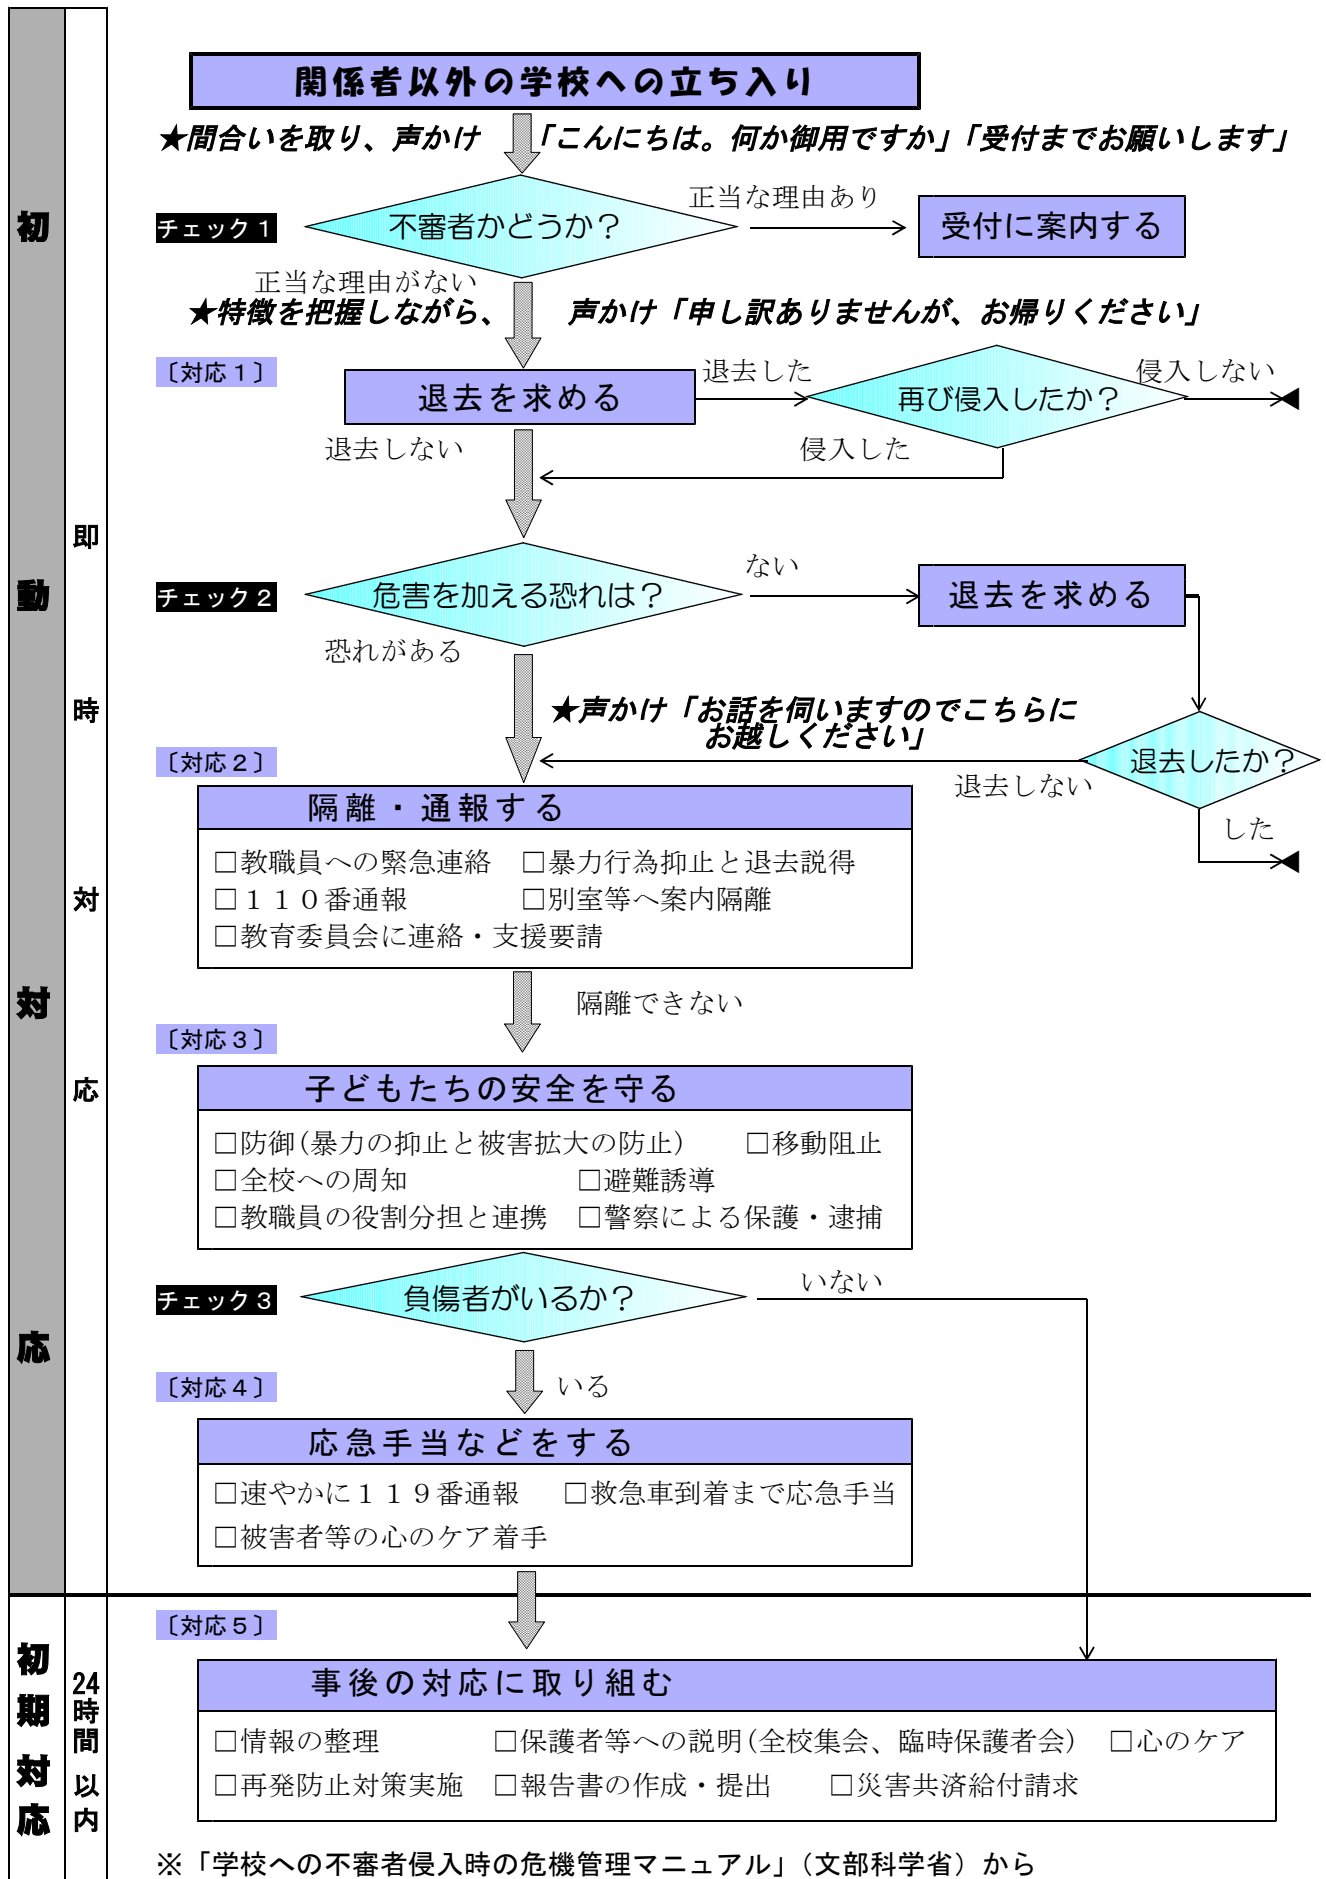 関係者以外の学校への立ち入り
★間合いを取り、声かけ 「こんにちは。何か御用ですか」「受付までお願いします」
正当な理由あり
チェック１ 不審者かどうか？ 受付に案内する
正当な理由がない
★特徴を把握しながら、 声かけ「申し訳ありませんが、お帰りください」
〔対応１〕 退去を求める 退去した 再び侵入したか？ 侵入しない
退去しない 侵入した
ない
チェック２ 危害を加える恐れは？ 退去を求める
恐れがある
★声かけ「お話を伺いますのでこちらに
お越しください」
〔対応２〕 退去したか？
退去しない
した
隔離・通報する
□教職員への緊急連絡 □暴力行為抑止と退去説得
□１１０番通報 □別室等へ案内隔離
□教育委員会に連絡・支援要請
隔離できない
〔対応３〕
子どもたちの安全を守る
□防御(暴力の抑止と被害拡大の防止) □移動阻止
□全校への周知 □避難誘導
□教職員の役割分担と連携 □警察による保護・逮捕
いない
チェック３ 負傷者がいるか？
〔対応４〕 いる
応急手当などをする
□速やかに１１９番通報 □救急車到着まで応急手当
□被害者等の心のケア着手
〔対応５〕
事後の対応に取り組む
□情報の整理 □保護者等への説明(全校集会、臨時保護者会) □心のケア
□再発防止対策実施 □報告書の作成・提出 □災害共済給付請求
※「学校への不審者侵入時の危機管理マニュアル」（文部科学省）から
初動対応
即時対応
初期対応
24時間以内